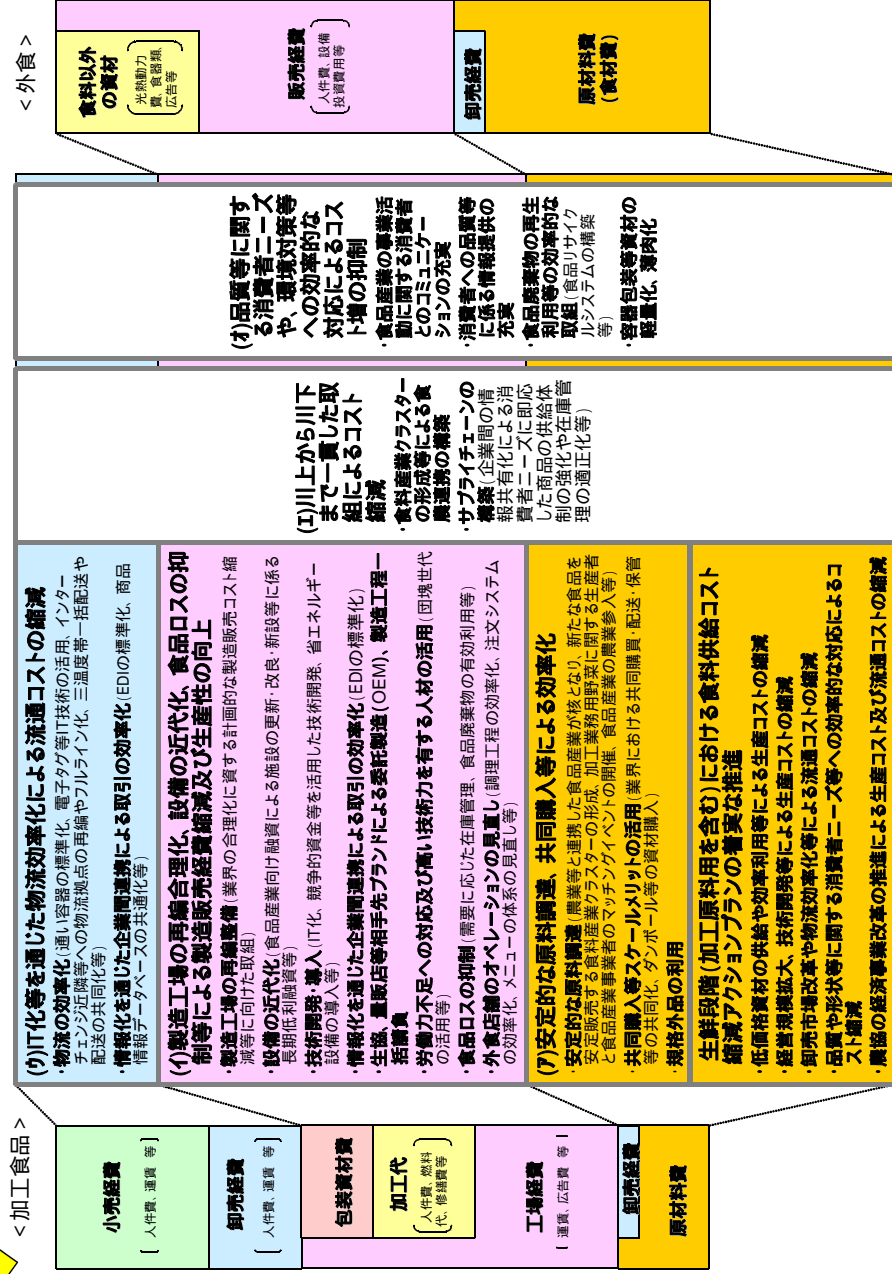 <加工食品>
小売経費
人件費、運賃 等
卸売経費
人件費、運賃 等
包装資材費
加工代
人件費、燃料
代、修繕費等
工場経費
運賃、広告費 等
卸売経費
原材料費
(ウ)IT化等を通じた物流効率化による流通コストの縮減
・物流の効率化(通い容器の標準化、電子タグ等IT技術の活用、インター
チェンジ近隣等への物流拠点の再編やフルライン化、三温度帯一括配送や
配送の共同化等)
・情報化を通じた企業間連携による取引の効率化(EDIの標準化、商品
情報データベースの共通化等)
(イ)製造工場の再編合理化、設備の近代化、食品ロスの抑
制等による製造販売経費縮減及び生産性の向上
・製造工場の再編整備(業界の合理化に資する計画的な製造販売コスト縮
減等に向けた取組)
・設備の近代化(食品産業向け融資による施設の更新・改良・新設等に係る
長期低利融資等)
・技術開発・導入(IT化、競争的資金等を活用した技術開発、省エネルギー
設備の導入等)
・情報化を通じた企業間連携による取引の効率化(EDIの標準化)
・生協、量販店等相手先ブランドによる委託製造(OEM)、製造工程一
括請負
・労働力不足への対応及び高い技術力を有する人材の活用(団塊世代
の活用等)
・食品ロスの抑制(需要に応じた在庫管理、食品廃棄物の有効利用等)
・外食店舗のオペレーションの見直し(調理工程の効率化、注文システム
の効率化、メニューの体系の見直し等)
(ア)安定的な原料調達、共同購入等による効率化
・安定的な原料調達(農業等と連携した食品産業が核となり、新たな食品を
安定販売する食料産業クラスターの形成、加工業務用野菜に関する生産者
と食品産業事業者のマッチングイベントの開催、食品産業の農業参入等)
・共同購入等スケールメリットの活用(業界における共同購買・配送・保管
等の共同化、ダンボール等の資材購入)
・規格外品の利用
生鮮段階(加工原料用を含む)における食料供給コスト
縮減アクションプランの着実な推進
・低価格資材の供給や効率利用等による生産コストの縮減
・経営規模拡大、技術開発等による生産コストの縮減
・卸売市場改革や物流効率化等による流通コストの縮減
・品質や形状等に関する消費者ニーズ等への効率的な対応によるコ
スト縮減
・農協の経済事業改革の推進による生産コスト及び流通コストの縮減
(エ)川上から川下
まで一貫した取
組によるコスト
縮減
・食料産業クラスター
の形成等による食
農連携の構築
・サプライチェーンの
構築(企業間の情
報共有化による消
費者ニーズに即応
した商品の供給体
制の強化や在庫管
理の適正化等)
(オ)品質等に関す
る消費者ニーズ
や、環境対策等
への効率的な
対応によるコス
ト増の抑制
・食品産業の事業活
動に関する消費者
とのコミュニケー
ションの充実
・消費者への品質等
に係る情報提供の
充実
・食品廃棄物の再生
利用等の効率的な
取組(食品リサイク
ルシステムの構築
等)
・容器包装等資材の
軽量化、薄肉化
<外食>
食料以外
の資材
光熱動力
費、食器類、
広告等
販売経費
人件費、設備
投資費用等
卸売経費
原材料費
(食材費)